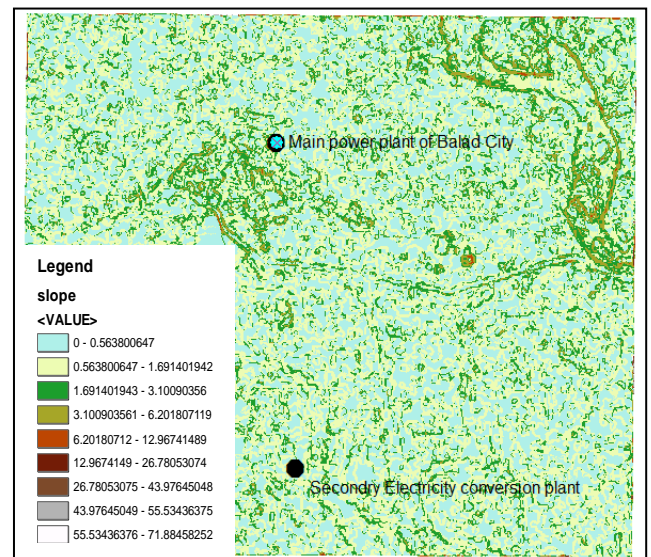 Main power plant of Balad City
Legend
slope
<VALUE>
0 - 0.563800647
0.563800647 - 1.691401942
1.691401943 - 3.10090356
3.100903561 - 6.201807119
6.20180712 - 12.96741489
12.9674149 - 26.78053074
26.78053075 - 43.97645048
43.97645049 - 55.53436375
55.53436376 - 71.88458252
Secondry Electricity conversion plant